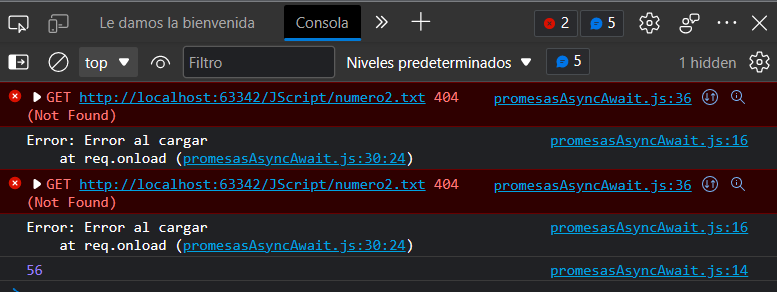 Le damos la bienvenida Consola 2 5
top Filtro Niveles predeterminados 5 1 hidden
GET http://localhost:63342/JScript/numero2.txt 404 promesasAsyncAwait.js:36
(Not Found)
Error: Error al cargar promesasAsyncAwait.js:16
at req.onload (promesasAsyncAwait.js:30:24)
GET http://localhost:63342/JScript/numero2.txt 404 promesasAsyncAwait.js:36
(Not Found)
Error: Error al cargar promesasAsyncAwait.js:16
at req.onload (promesasAsyncAwait.js:30:24)
56 promesasAsyncAwait.js:14